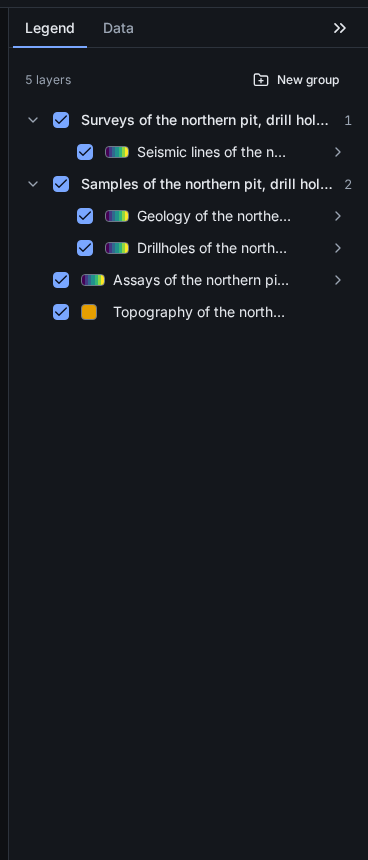 Legend Data
5 layers New group
Surveys of the northern pit, drill hol... 1
Seismic lines of the n...
Samples of the northern pit, drill hol... 2
Geology of the northe...
Drillholes of the north...
Assays of the northern pi...
Topography of the north...